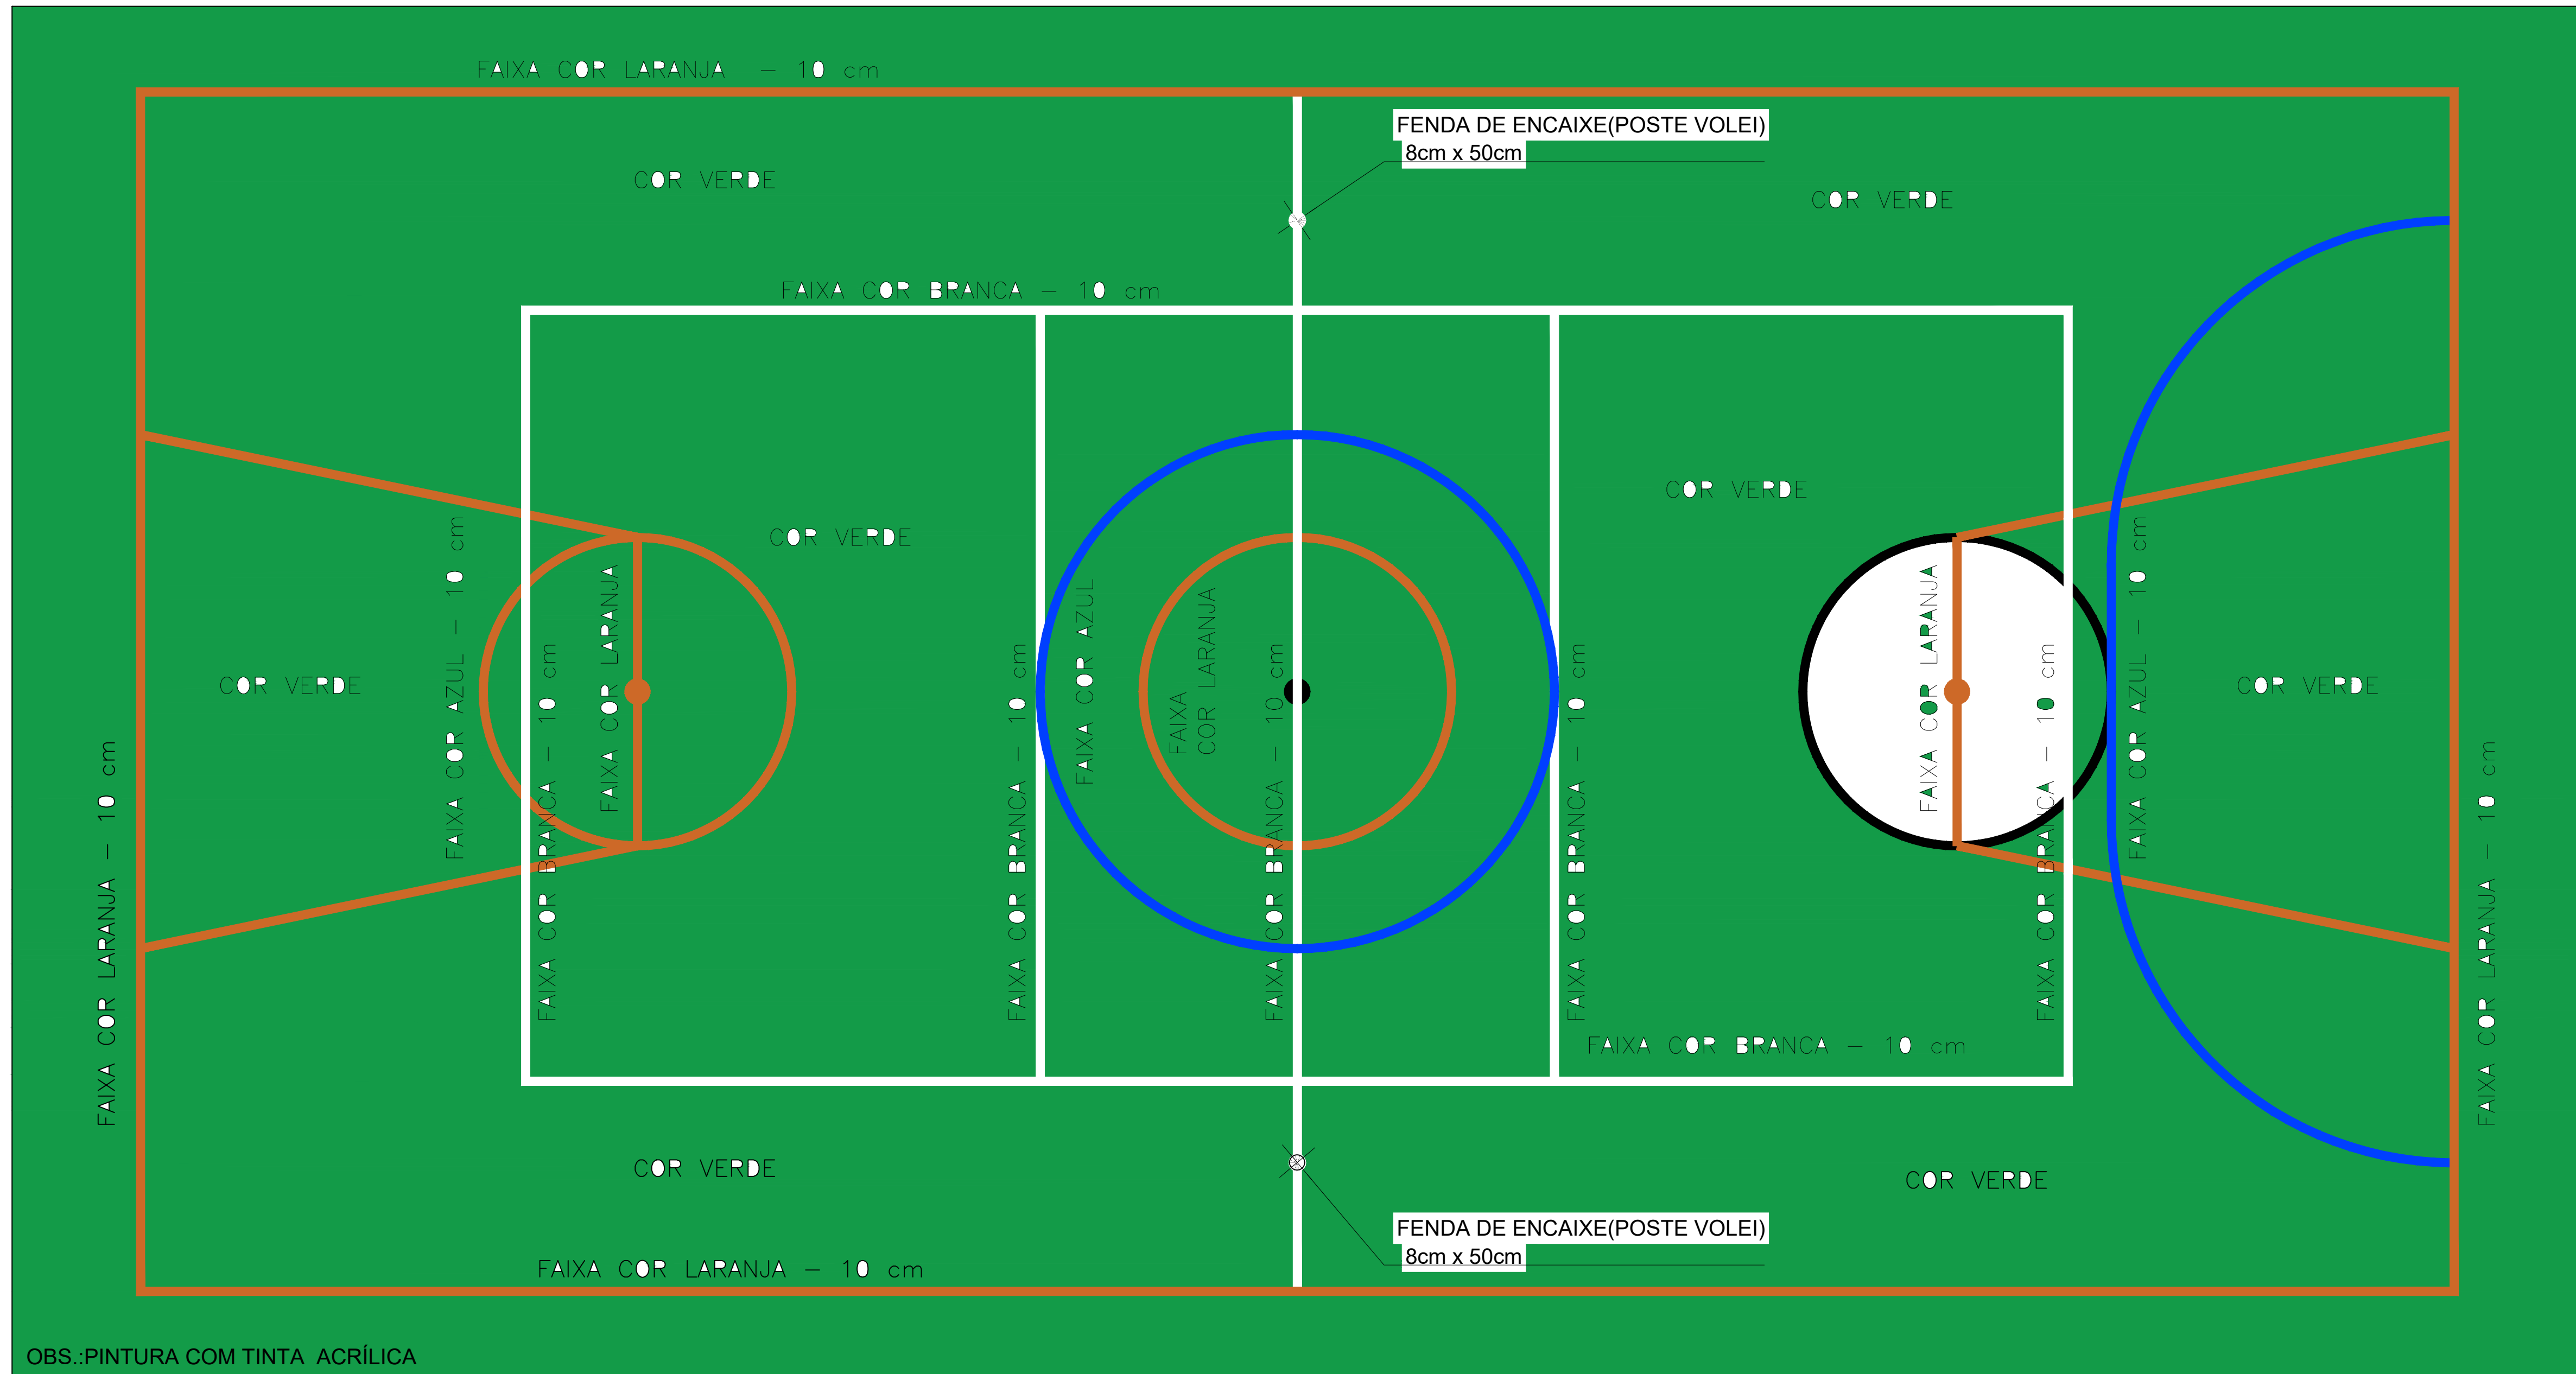 FAIXA COR LARANJA - 10 cm
FENDA DE ENCAIXE(POSTE VOLEI)
8cm x 50cm
COR VERDE
COR VERDE
FAIXA COR BRANCA - 10 cm
COR VERDE
COR VERDE
COR VERDE
COR VERDE
FAIXA COR LARANJA - 10 cm
FAIXA COR AZUL - 10 cm
FAIXA COR BRANCA - 10 cm
FAIXA COR LARANJA
FAIXA COR BRANCA - 10 cm
FAIXA COR AZUL
FAIXA
COR LARANJA
FAIXA COR BRANCA - 10 cm
FAIXA COR BRANCA - 10 cm
FAIXA COR LARANJA
FAIXA COR BRANCA - 10 cm
FAIXA COR AZUL - 10 cm
FAIXA COR LARANJA - 10 cm
FAIXA COR BRANCA - 10 cm
COR VERDE
COR VERDE
FENDA DE ENCAIXE(POSTE VOLEI)
8cm x 50cm
FAIXA COR LARANJA - 10 cm
OBS.:PINTURA COM TINTA ACRÍLICA